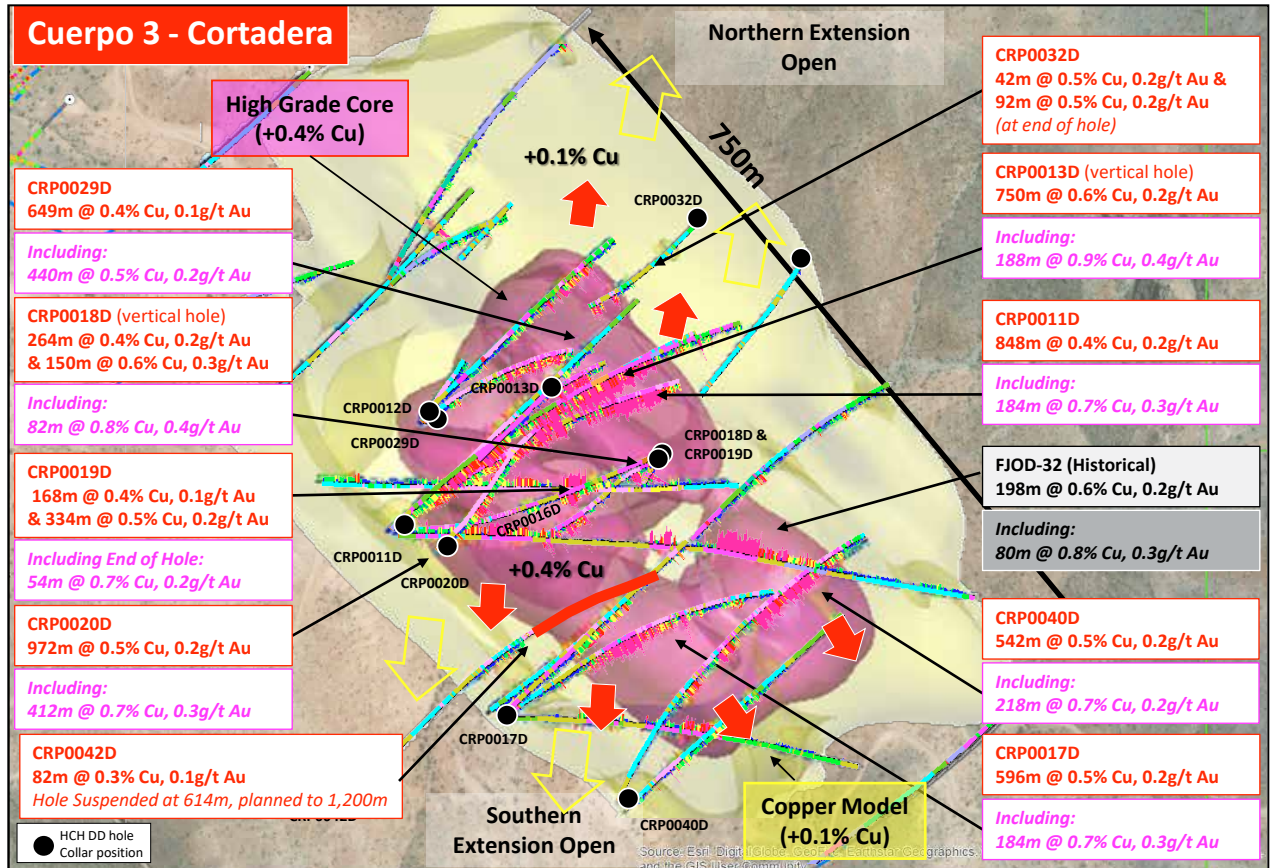 Cuerpo 3 - Cortadera
Northern Extension
Open
High Grade Core
(+0.4% Cu)
750m
+0.1% Cu
CRP0032D
CRP0029D
649m @ 0.4% Cu, 0.1g/t Au
Including:
440m @ 0.5% Cu, 0.2g/t Au
CRP0018D (vertical hole)
264m @ 0.4% Cu, 0.2g/t Au
& 150m @ 0.6% Cu, 0.3g/t Au
Including:
82m @ 0.8% Cu, 0.4g/t Au
CRP0019D
168m @ 0.4% Cu, 0.1g/t Au
& 334m @ 0.5% Cu, 0.2g/t Au
Including End of Hole:
54m @ 0.7% Cu, 0.2g/t Au
CRP0020D
972m @ 0.5% Cu, 0.2g/t Au
Including:
412m @ 0.7% Cu, 0.3g/t Au
CRP0042D
82m @ 0.3% Cu, 0.1g/t Au
Hole Suspended at 614m, planned to 1,200m
HCH DD hole
Collar position
CRP0013D
CRP0012D
CRP0029D
CRP0018D &
CRP0019D
CRP0016D
CRP0011D
CRP0020D
+0.4% Cu
CRP0017D
CRP0040D
Southern
Extension Open
Copper Model
(+0.1% Cu)
CRP0032D
42m @ 0.5% Cu, 0.2g/t Au &
92m @ 0.5% Cu, 0.2g/t Au
(at end of hole)
CRP0013D (vertical hole)
750m @ 0.6% Cu, 0.2g/t Au
Including:
188m @ 0.9% Cu, 0.4g/t Au
CRP0011D
848m @ 0.4% Cu, 0.2g/t Au
Including:
184m @ 0.7% Cu, 0.3g/t Au
FJOD-32 (Historical)
198m @ 0.6% Cu, 0.2g/t Au
Including:
80m @ 0.8% Cu, 0.3g/t Au
CRP0040D
542m @ 0.5% Cu, 0.2g/t Au
Including:
218m @ 0.7% Cu, 0.2g/t Au
CRP0017D
596m @ 0.5% Cu, 0.2g/t Au
Including:
184m @ 0.7% Cu, 0.3g/t Au
Source: Esri, Earthstar Geographics,
and the GIS User Community